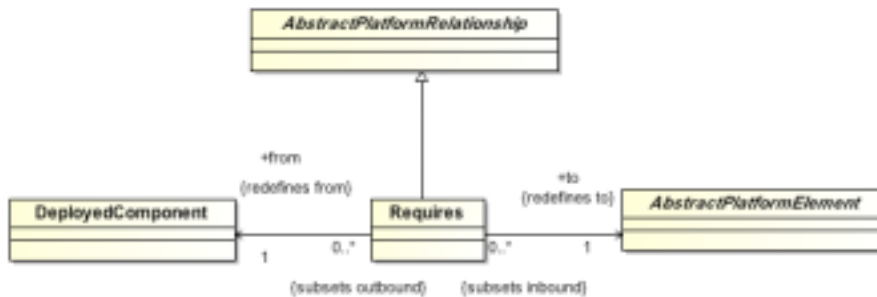 AbstractPlatformRelationship
+from
{redefines from}
+to
{redefines to}
DeployedComponent
Requires
AbstractPlatformElement
1
0..*
0..*
1
{subsets outbound}
{subsets inbound}